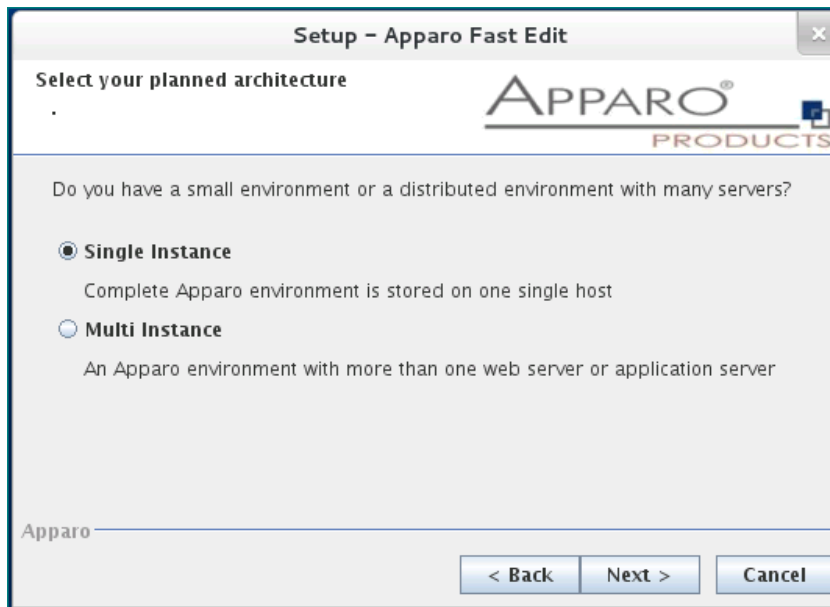 Setup - Apparo Fast Edit
Select your planned architecture
.
APPARO®
PRODUCTS
Do you have a small environment or a distributed environment with many servers?
Single Instance
Complete Apparo environment is stored on one single host
Multi Instance
An Apparo environment with more than one web server or application server
Apparo
< Back Next > Cancel